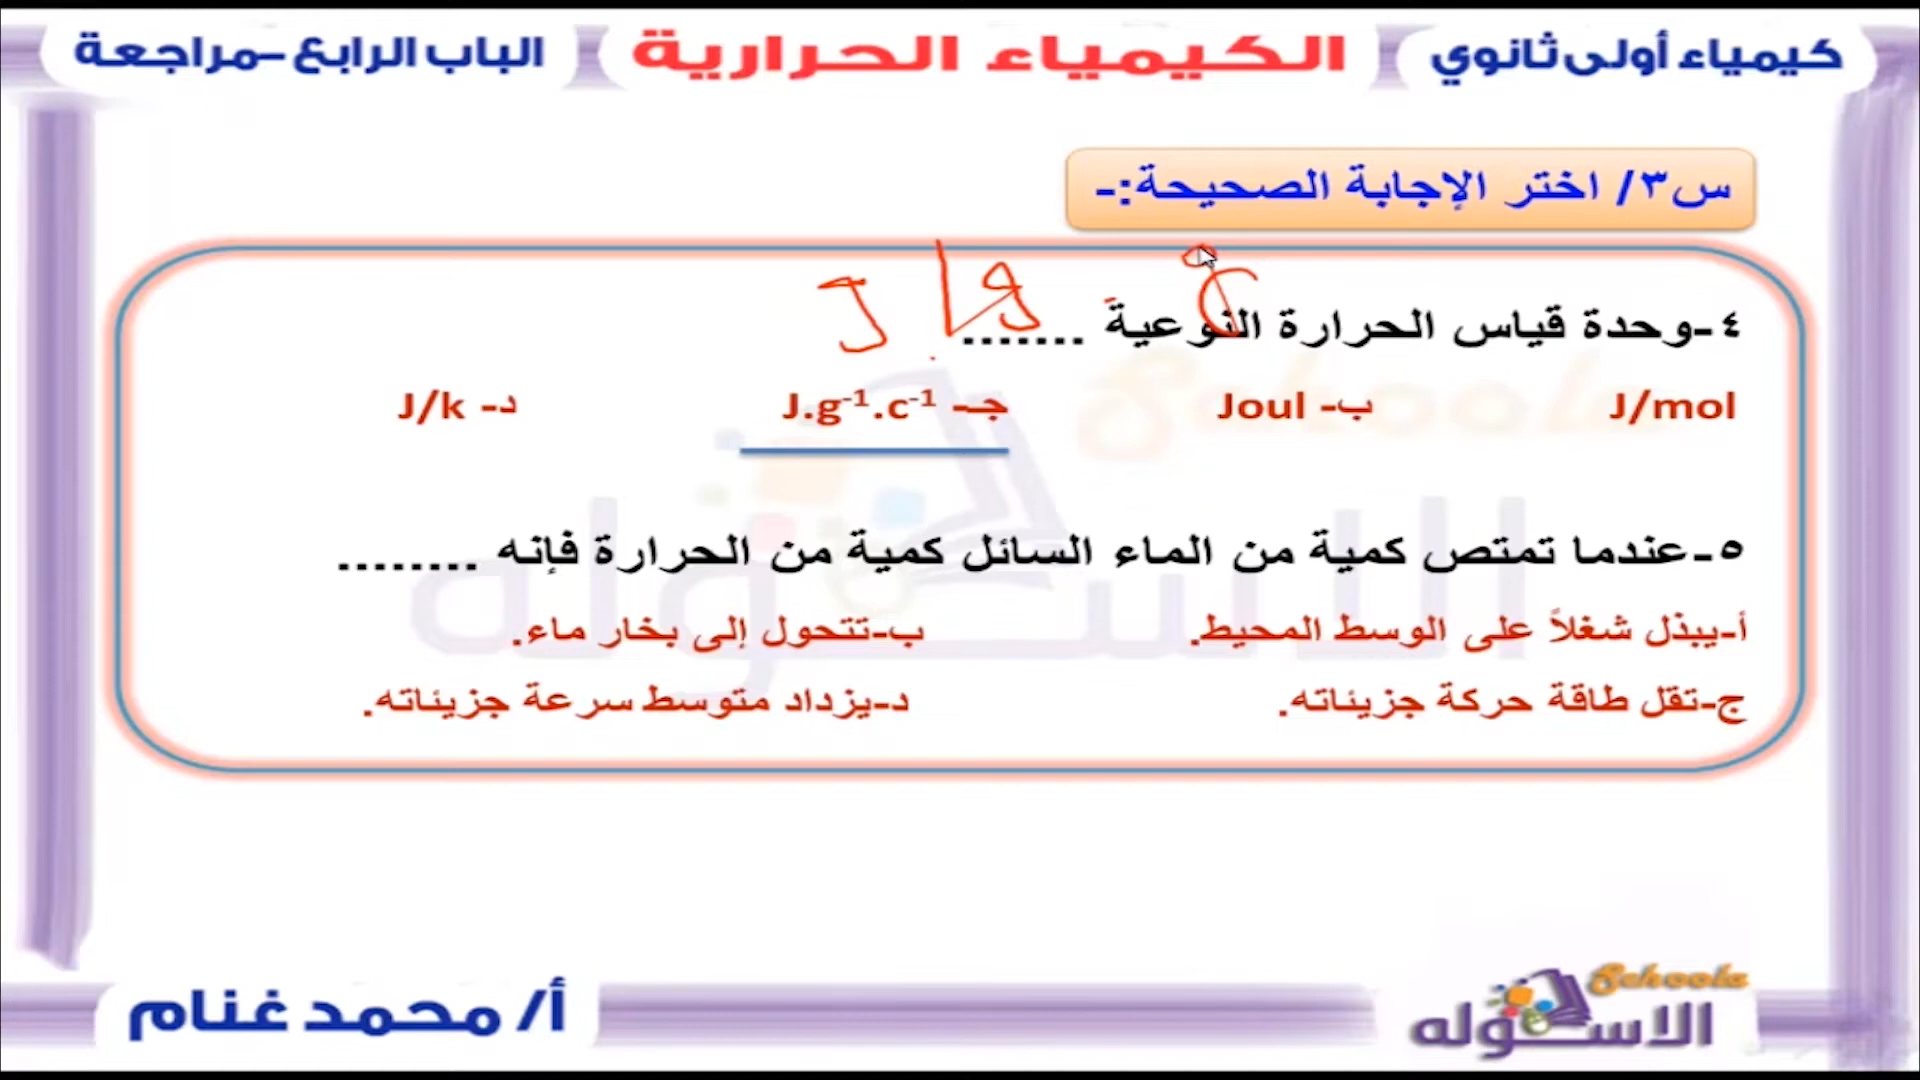 كيمياء أولى ثانوي الكيمياء الحرارية الباب الرابع-مراجعة
س٣/ اختر الإجابة الصحيحة:-
J / g °C
٤-وحدة قياس الحرارة النوعية .......
J/mol ب- Joul جـ- J.g⁻¹.c⁻¹ د- J/k
٥-عندما تمتص كمية من الماء السائل كمية من الحرارة فإنه ........
أ-يبذل شغلاً على الوسط المحيط. ب-تتحول إلى بخار ماء.
ج-تقل طاقة حركة جزيئاته. د-يزداد متوسط سرعة جزيئاته.
Schoola
الاسكوله
أ/ محمد غنام